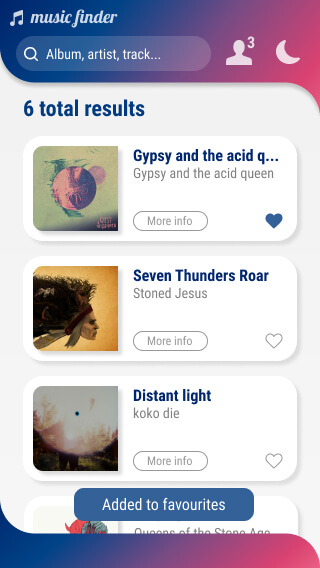 music finder
Album, artist, track...
3
6 total results
Gypsy and the acid q...
Gypsy and the acid queen
More info
Seven Thunders Roar
Stoned Jesus
More info
Distant light
koko die
More info
Added to favourites
Queens of the Stone Age